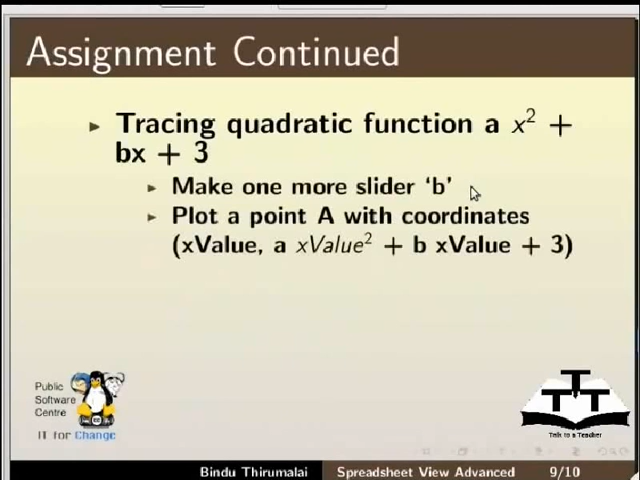 Assignment Continued
Tracing quadratic function a x² +
bx + 3
Make one more slider ‘b’
Plot a point A with coordinates
(xValue, a xValue² + b xValue + 3)
Public
Software
Centre
IT for Change
TTT
Talk to a Teacher
Bindu Thirumalai Spreadsheet View Advanced 9/10